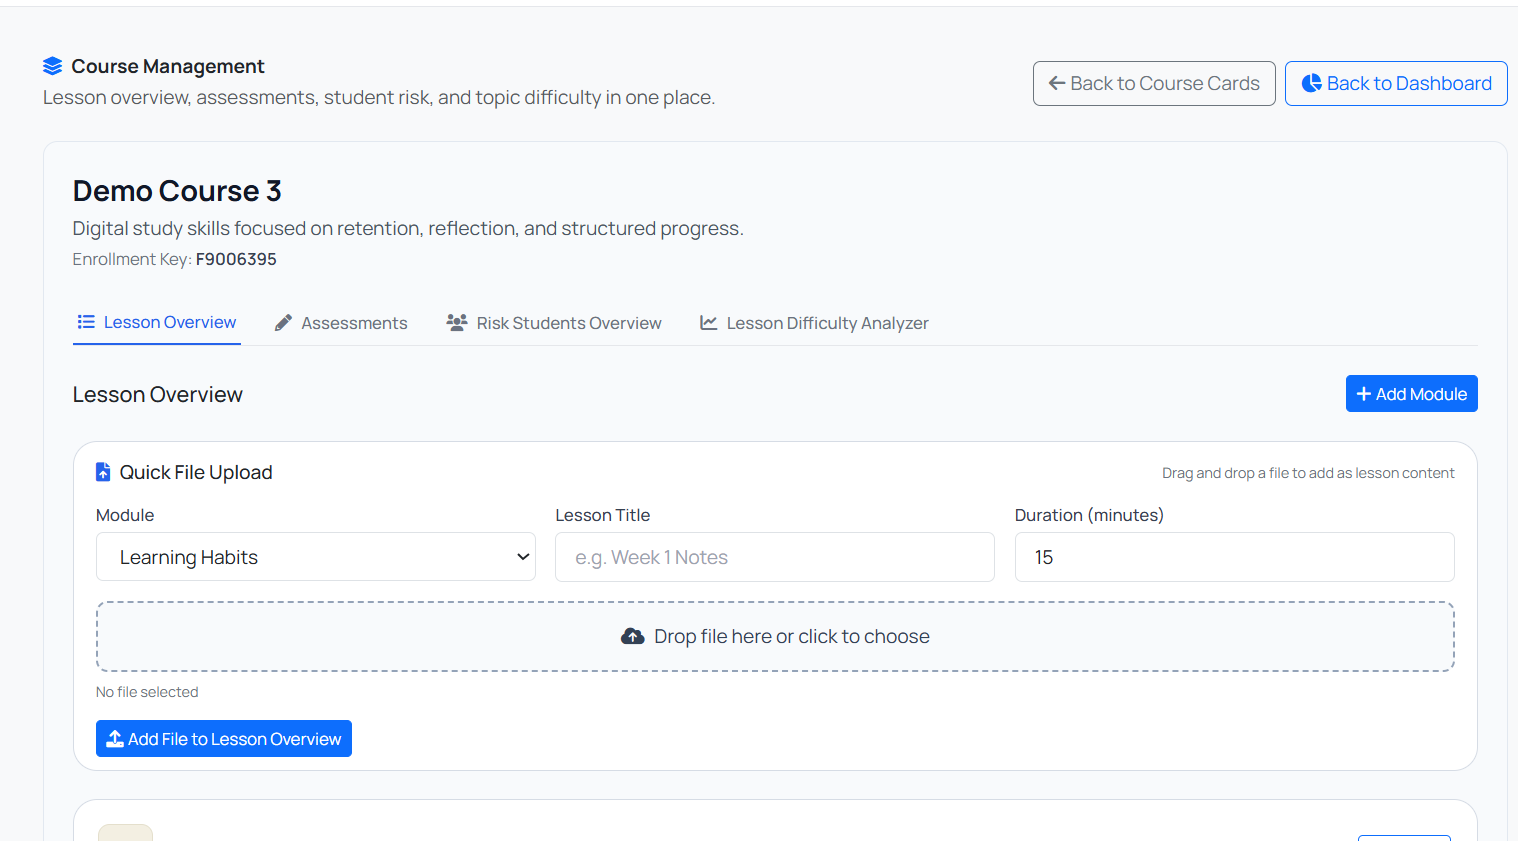 Course Management
Lesson overview, assessments, student risk, and topic difficulty in one place.
Back to Course Cards
Back to Dashboard
Demo Course 3
Digital study skills focused on retention, reflection, and structured progress.
Enrollment Key: F9006395
Lesson Overview
Assessments
Risk Students Overview
Lesson Difficulty Analyzer
Lesson Overview
Add Module
Quick File Upload
Drag and drop a file to add as lesson content
Module
Lesson Title
Duration (minutes)
Learning Habits
e.g. Week 1 Notes
15
Drop file here or click to choose
No file selected
Add File to Lesson Overview